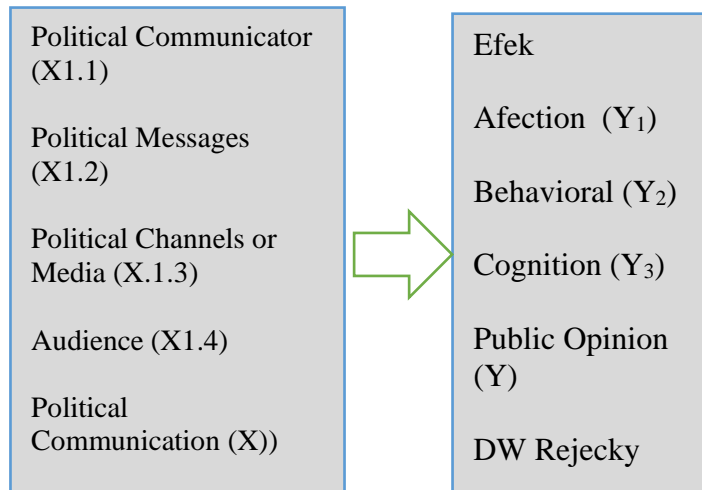 Political Communicator
(X1.1)
Political Messages
(X1.2)
Political Channels or
Media (X.1.3)
Audience (X1.4)
Political
Communication (X))
Efek
Afection (Y₁)
Behavioral (Y₂)
Cognition (Y₃)
Public Opinion
(Y)
DW Rejecky